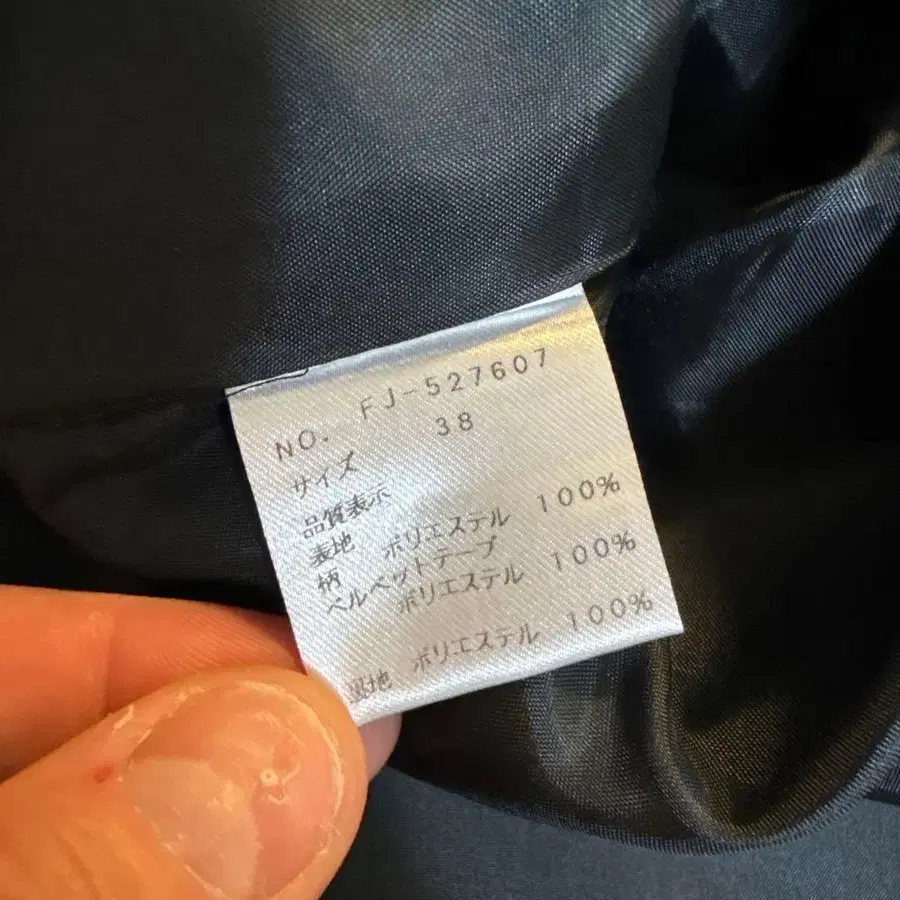 NO. FJ-527607
サイズ 38
品質表示
表地 ポリエステル 100%
柄
ベルベットテープ
ポリエステル 100%
裏地 ポリエステル 100%